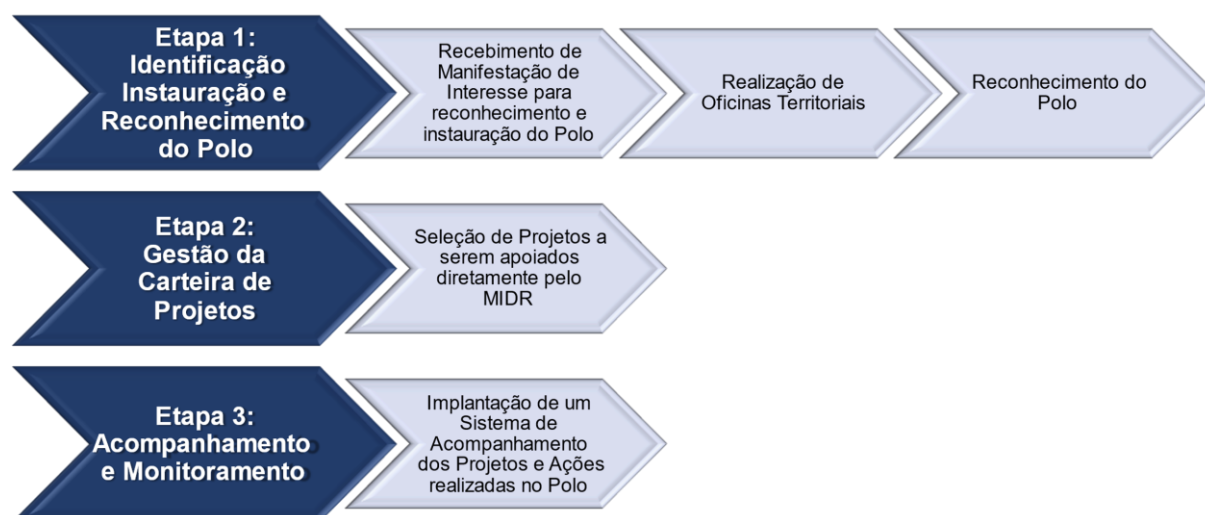 Etapa 1:
Identificação
Instauração e
Reconhecimento
do Polo
Recebimento de
Manifestação de
Interesse para
reconhecimento e
instauração do Polo
Realização de
Oficinas Territoriais
Reconhecimento do
Polo
Etapa 2:
Gestão da
Carteira de
Projetos
Seleção de Projetos a
serem apoiados
diretamente pelo
MIDR
Etapa 3:
Acompanhamento
e Monitoramento
Implantação de um
Sistema de
Acompanhamento
dos Projetos e Ações
realizadas no Polo